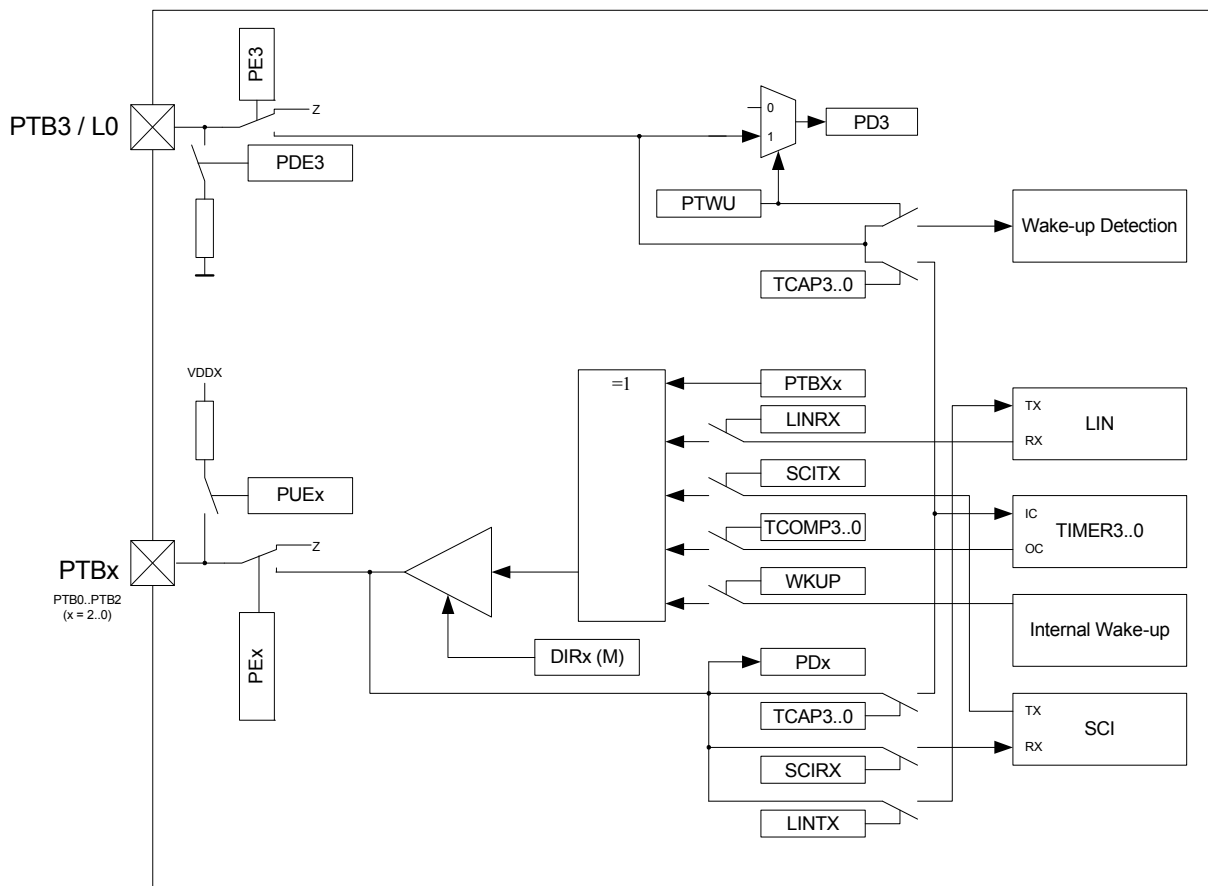 PE3
Z
PTB3 / L0
0
1
PD3
PDE3
PTWU
Wake-up Detection
TCAP3..0
VDDX
=1
PTBXx
LINRX
TX
RX
LIN
SCITX
PUEx
TCOMP3..0
IC
OC
TIMER3..0
Z
PTBx
PTB0..PTB2
(x = 2..0)
WKUP
Internal Wake-up
DIRx (M)
PDx
PEx
TCAP3..0
TX
RX
SCI
SCIRX
LINTX